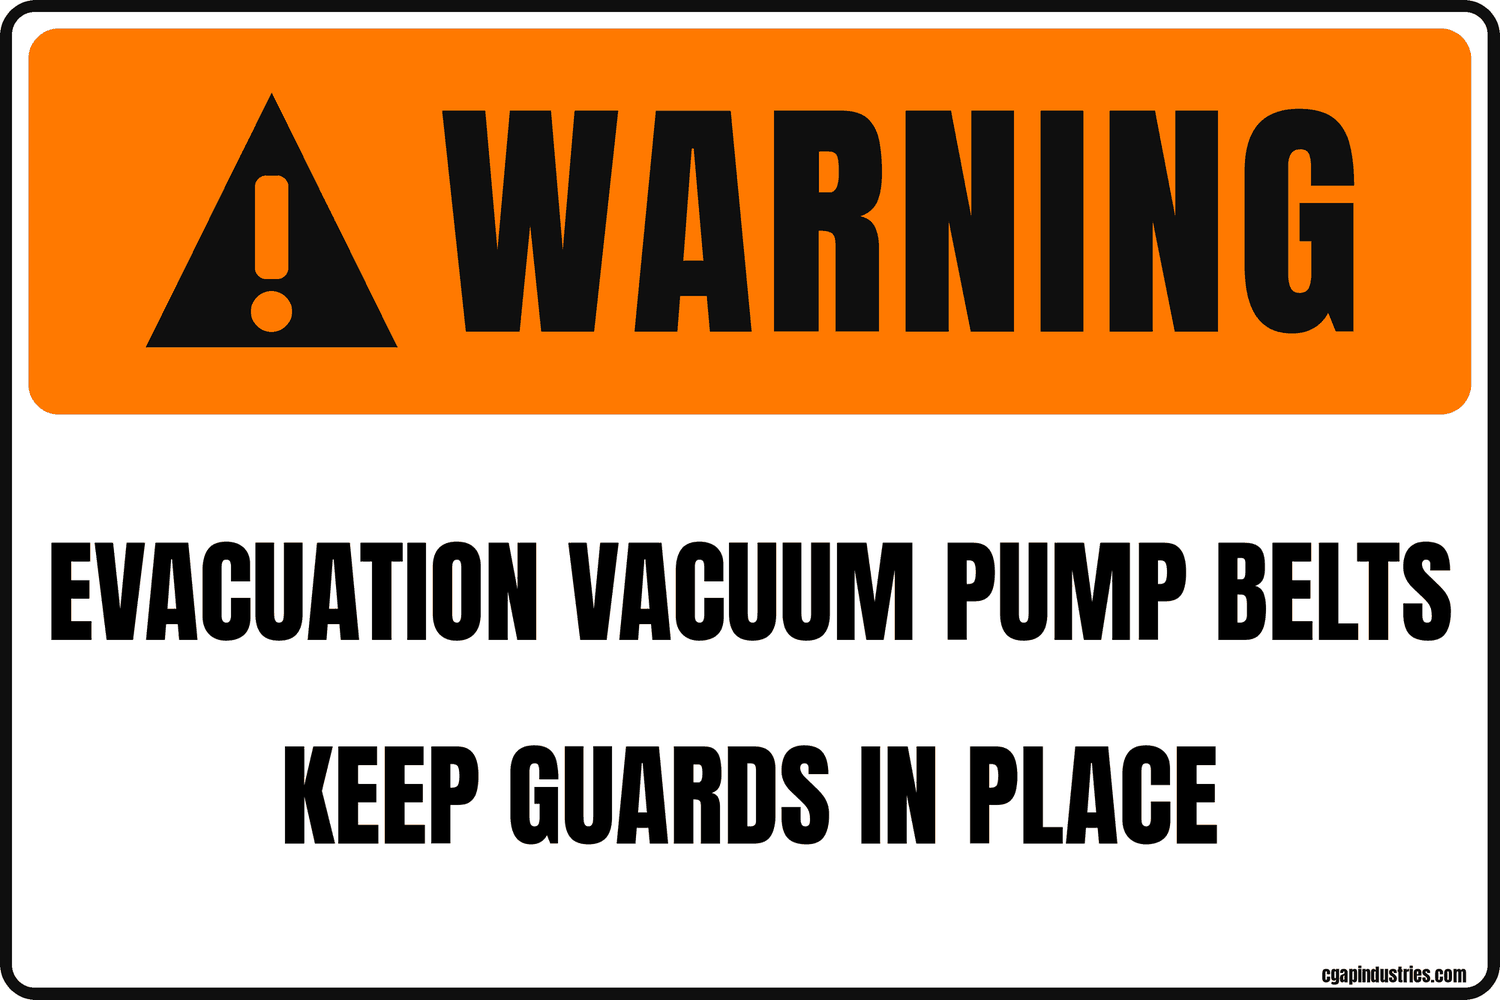 WARNING
EVACUATION VACUUM PUMP BELTS
KEEP GUARDS IN PLACE
cgapindustries.com